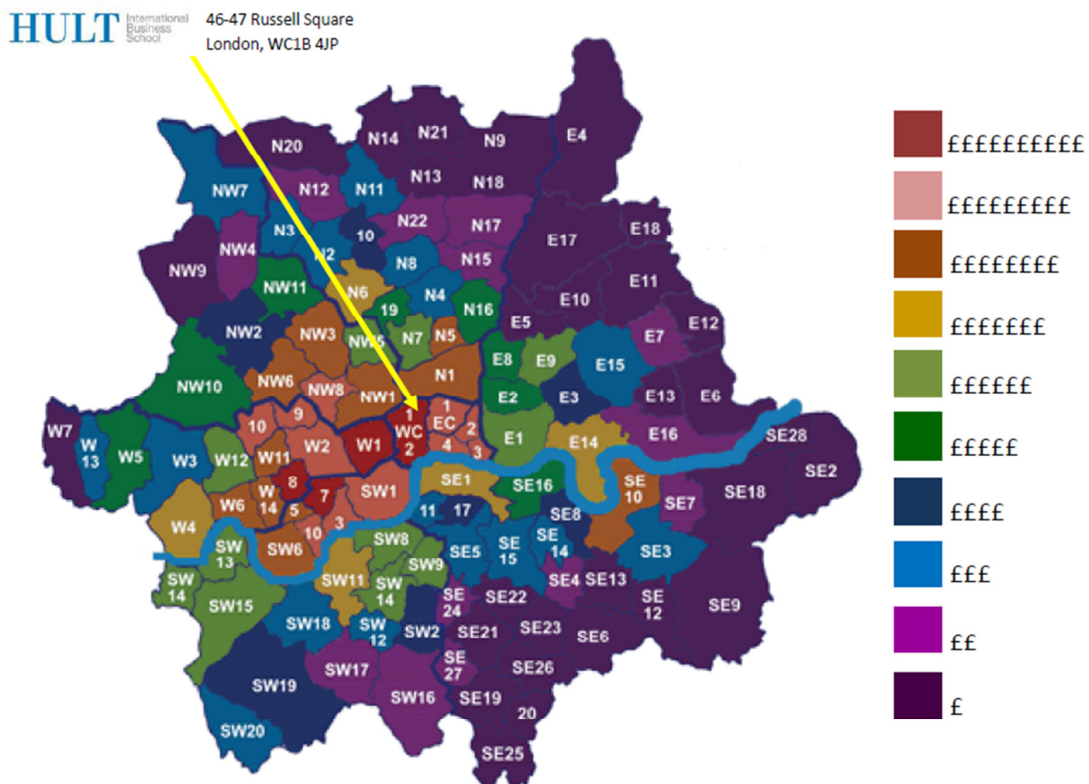 HULT International
Business
School
46-47 Russell Square
London, WC1B 4JP
N14
N21
N9
E4
N20
N13
N18
NW7
N12
N11
N22
N17
E18
N3
10
E17
NW4
N2
N8
N15
NW9
E11
NW11
N6
N4
E10
N16
19
E5
NW2
NW3
NW5
N7
N5
E7
E12
E8
E9
E15
NW10
NW6
NW8
NW1
N1
E2
E3
E13
E6
10
9
1
WC
2
1
EC
2
4
3
W7
W
13
W5
W3
W12
W11
W2
W1
E1
E14
E16
SE28
SE2
8
W6
W
14
5
7
SW1
SE1
SE16
SE
10
SE7
SE18
W4
10
3
11
17
SE8
SW
13
SW6
SW8
SE5
SE
15
SE
14
SE3
SW
14
SW11
SW9
SW
14
SE4
SE13
SW15
SE
24
SE22
SE
12
SE9
SW18
SW
12
SW2
SE21
SE23
SE6
SW17
SE
27
SE26
SW19
SW16
SE19
20
SW20
SE25
££££££££££
£££££££££
££££££££
£££££££
££££££
£££££
££££
£££
££
£